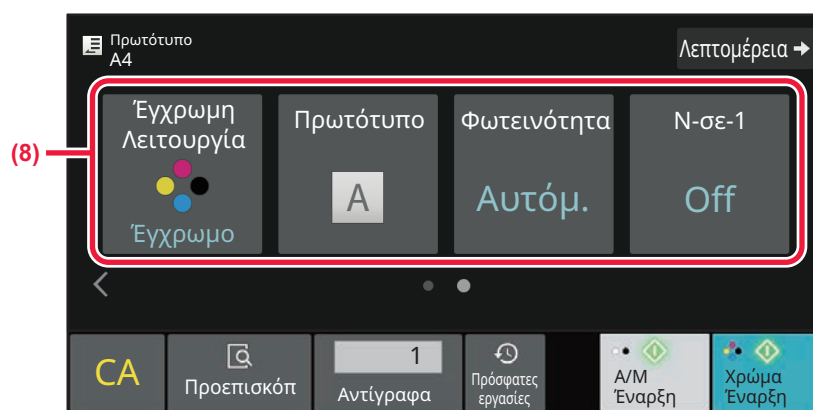 Πρωτότυπο
A4
Λεπτομέρεια
(8)
Έγχρωμη
Λειτουργία
Έγχρωμο
Πρωτότυπο
A
Φωτεινότητα
Αυτόμ.
Ν-σε-1
Off
CA
Προεπισκόπ
1
Αντίγραφα
Πρόσφατες
εργασίες
Α/Μ
Έναρξη
Χρώμα
Έναρξη